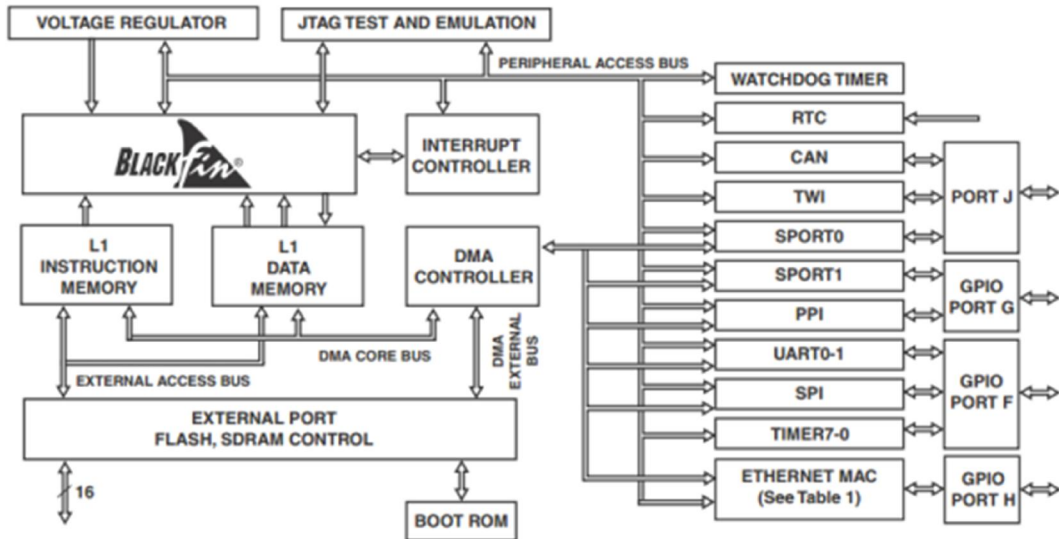 VOLTAGE REGULATOR
JTAG TEST AND EMULATION
PERIPHERAL ACCESS BUS
WATCHDOG TIMER
RTC
BLACKfin®
INTERRUPT
CONTROLLER
CAN
TWI
SPORT0
PORT J
L1
INSTRUCTION
MEMORY
L1
DATA
MEMORY
DMA
CONTROLLER
SPORT1
PPI
GPIO
PORT G
DMA CORE BUS
DMA
EXTERNAL
BUS
EXTERNAL ACCESS BUS
UART0-1
SPI
TIMER7-0
GPIO
PORT F
EXTERNAL PORT
FLASH, SDRAM CONTROL
16
BOOT ROM
ETHERNET MAC
(See Table 1)
GPIO
PORT H